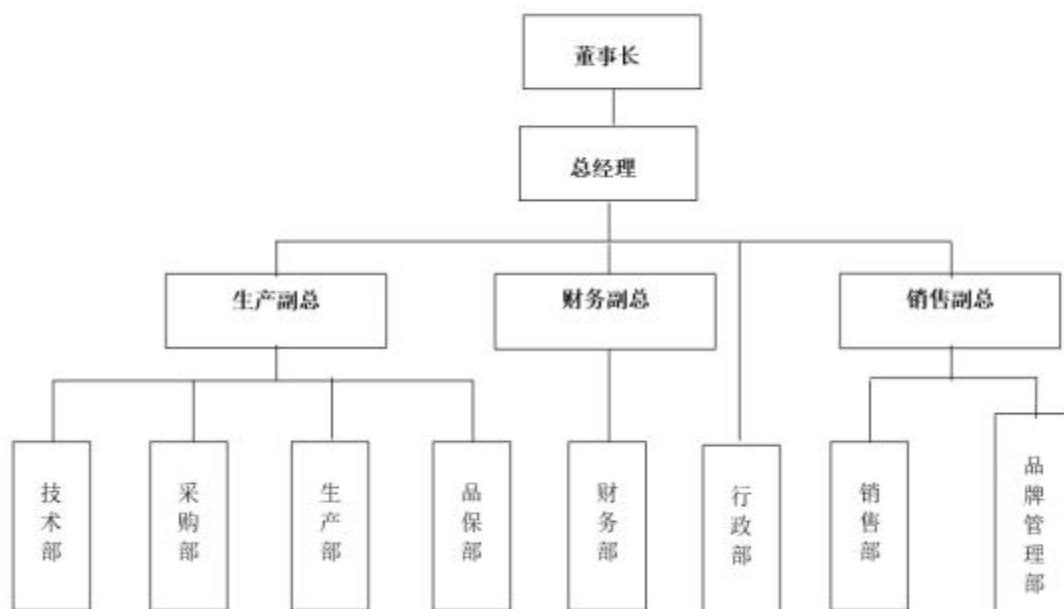 董事长
总经理
生产副总
财务副总
销售副总
技术部
采购部
生产部
品保部
财务部
行政部
销售部
品牌管理部